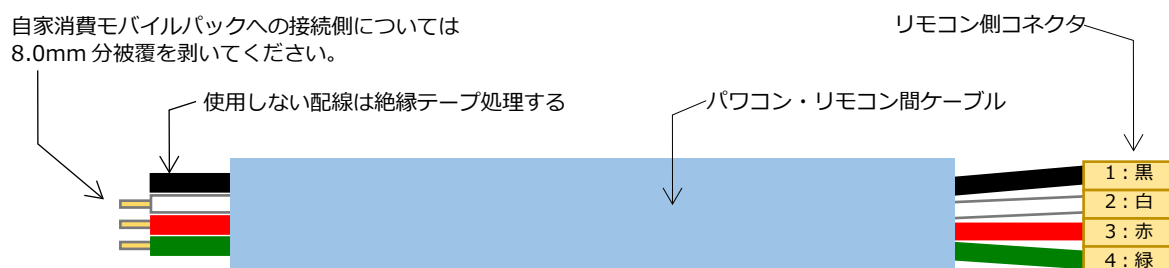 自家消費モバイルパックへの接続側については
8.0mm 分被覆を剥いてください。
リモコン側コネクタ
使用しない配線は絶縁テープ処理する
パワコン・リモコン間ケーブル
1：黒
2：白
3：赤
4：緑